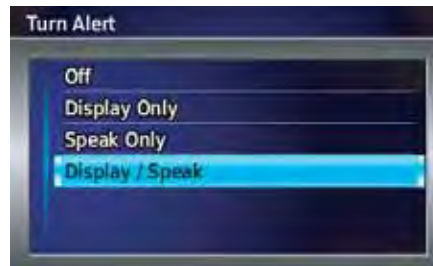 Turn Alert
Off
Display Only
Speak Only
Display / Speak